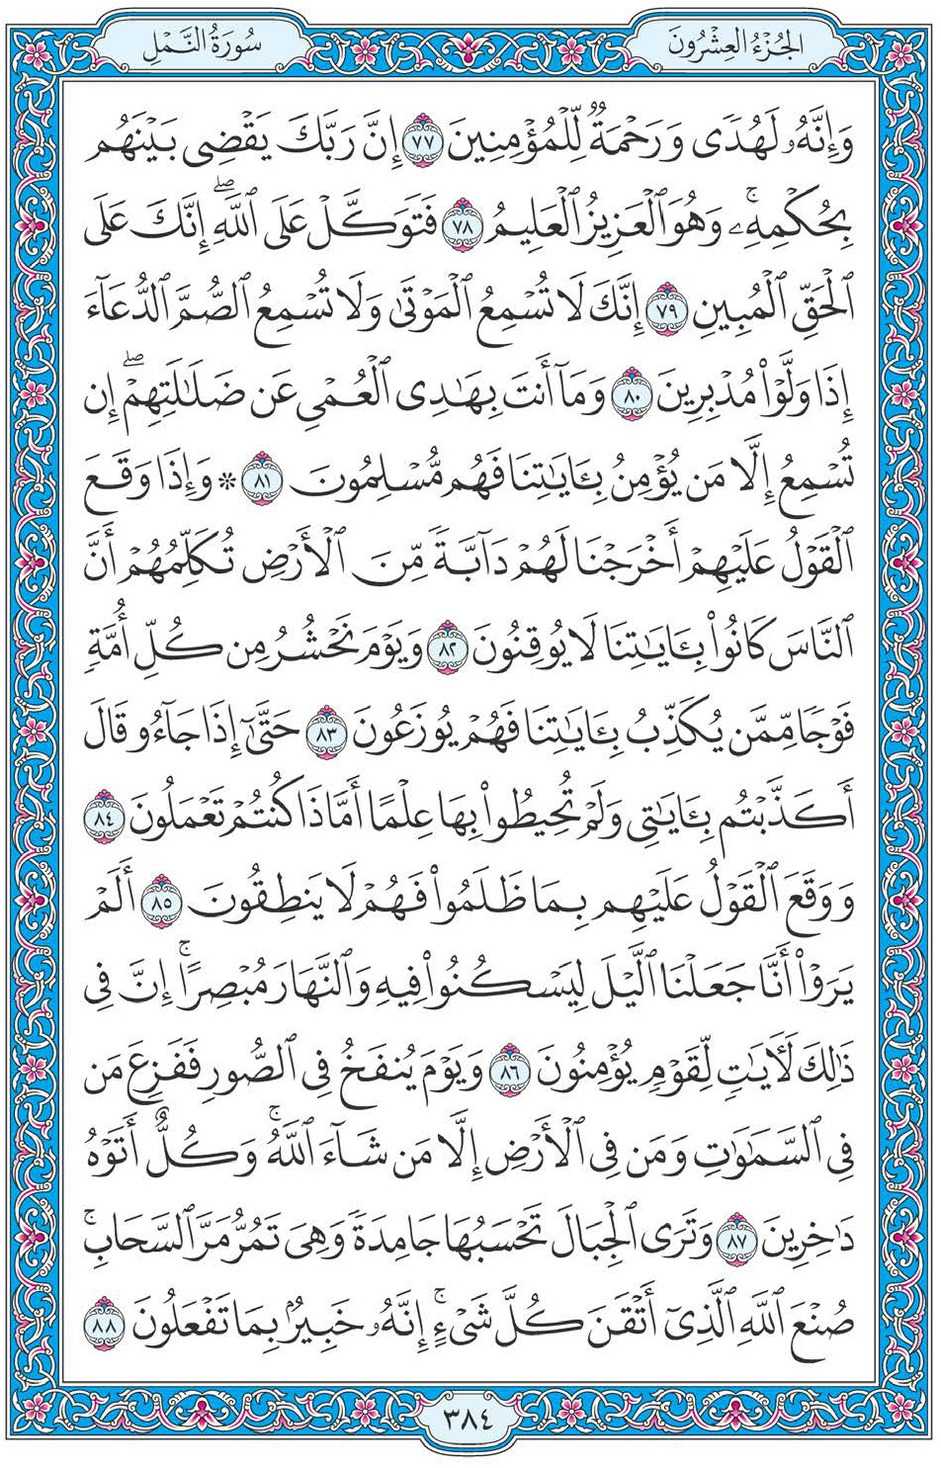 الجُزْءُ العِشْرُونَ
سُورَةُ النَّمْلِ
وَإِنَّهُۥ لَهُدٗى وَرَحۡمَةٞ لِّلۡمُؤۡمِنِينَ ٧٧ إِنَّ رَبَّكَ يَقۡضِي بَيۡنَهُم
بِحُكۡمِهِۦۚ وَهُوَ ٱلۡعَزِيزُ ٱلۡعَلِيمُ ٧٨ فَتَوَكَّلۡ عَلَى ٱللَّهِۖ إِنَّكَ عَلَى
ٱلۡحَقِّ ٱلۡمُبِينِ ٧٩ إِنَّكَ لَا تُسۡمِعُ ٱلۡمَوۡتَىٰ وَلَا تُسۡمِعُ ٱلصُّمَّ ٱلدُّعَآءَ
إِذَا وَلَّوۡاْ مُدۡبِرِينَ ٨٠ وَمَآ أَنتَ بِهَٰدِي ٱلۡعُمۡيِ عَن ضَلَٰلَتِهِمۡۖ إِن
تُسۡمِعُ إِلَّا مَن يُؤۡمِنُ بِـَٔايَٰتِنَا فَهُم مُّسۡلِمُونَ ٨١ ۞ وَإِذَا وَقَعَ
ٱلۡقَوۡلُ عَلَيۡهِمۡ أَخۡرَجۡنَا لَهُمۡ دَآبَّةٗ مِّنَ ٱلۡأَرۡضِ تُكَلِّمُهُمۡ أَنَّ
ٱلنَّاسَ كَانُواْ بِـَٔايَٰتِنَا لَا يُوقِنُونَ ٨٢ وَيَوۡمَ نَحۡشُرُ مِن كُلِّ أُمَّةٖ
فَوۡجٗا مِّمَّن يُكَذِّبُ بِـَٔايَٰتِنَا فَهُمۡ يُوزَعُونَ ٨٣ حَتَّىٰٓ إِذَا جَآءُو قَالَ
أَكَذَّبۡتُم بِـَٔايَٰتِي وَلَمۡ تُحِيطُواْ بِهَا عِلۡمًا أَمَّاذَا كُنتُمۡ تَعۡمَلُونَ ٨٤
وَوَقَعَ ٱلۡقَوۡلُ عَلَيۡهِم بِمَا ظَلَمُواْ فَهُمۡ لَا يَنطِقُونَ ٨٥ أَلَمۡ
يَرَوۡاْ أَنَّا جَعَلۡنَا ٱلَّيۡلَ لِيَسۡكُنُواْ فِيهِ وَٱلنَّهَارَ مُبۡصِرًاۚ إِنَّ فِي
ذَٰلِكَ لَأٓيَٰتٖ لِّقَوۡمٖ يُؤۡمِنُونَ ٨٦ وَيَوۡمَ يُنفَخُ فِي ٱلصُّورِ فَفَزِعَ مَن
فِي ٱلسَّمَٰوَٰتِ وَمَن فِي ٱلۡأَرۡضِ إِلَّا مَن شَآءَ ٱللَّهُۚ وَكُلٌّ أَتَوۡهُ
دَٰخِرِينَ ٨٧ وَتَرَى ٱلۡجِبَالَ تَحۡسَبُهَا جَامِدَةٗ وَهِيَ تَمُرُّ مَرَّ ٱلسَّحَابِۚ
صُنۡعَ ٱللَّهِ ٱلَّذِيٓ أَتۡقَنَ كُلَّ شَيۡءٍۚ إِنَّهُۥ خَبِيرُۢ بِمَا تَفۡعَلُونَ ٨٨
٣٨٤